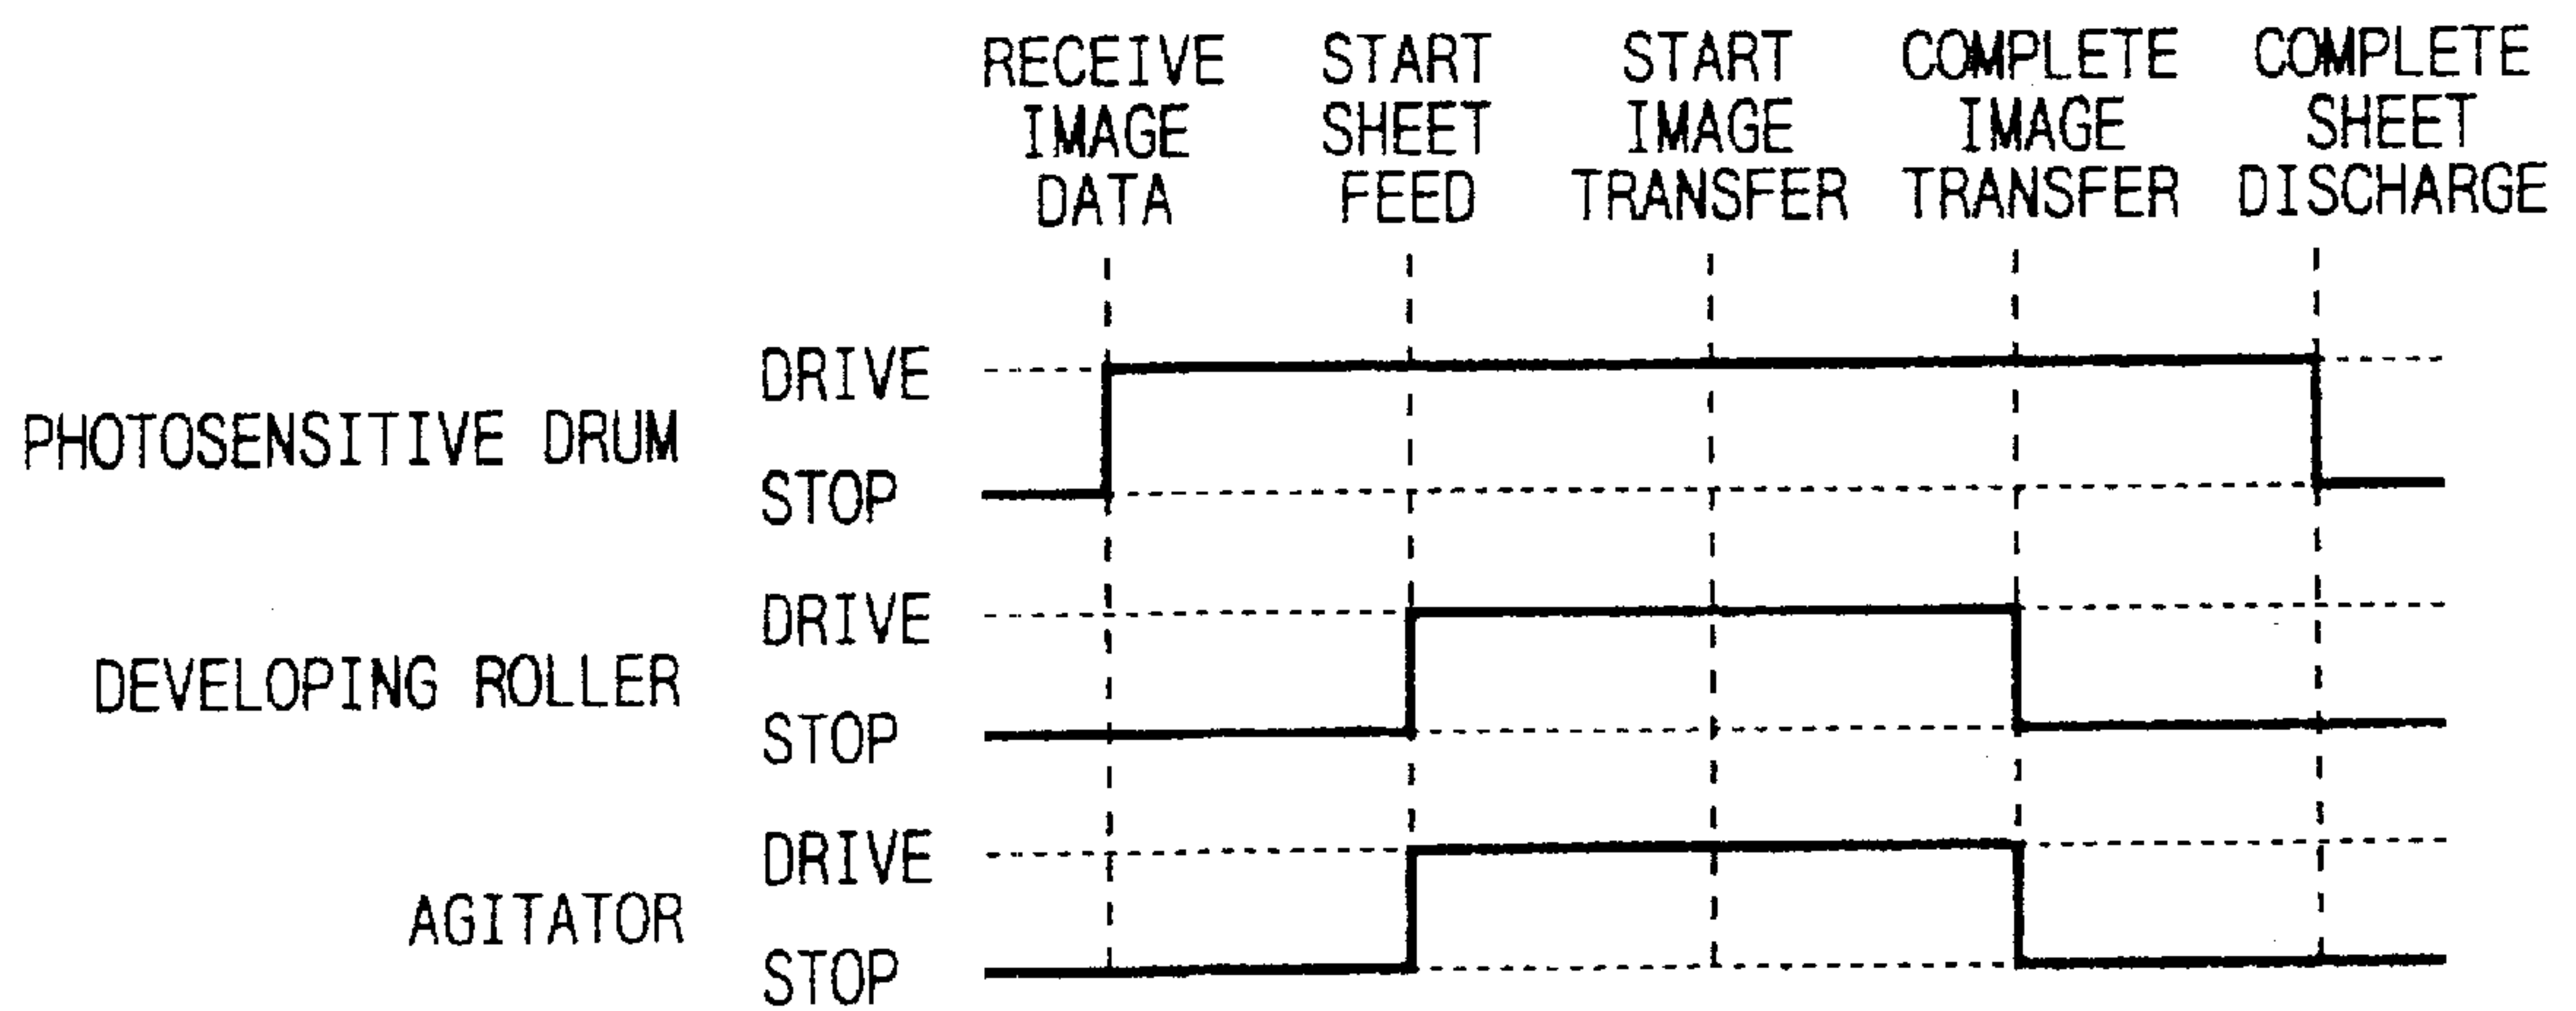 RECEIVE IMAGE DATA
START SHEET FEED
START IMAGE TRANSFER
COMPLETE IMAGE TRANSFER
COMPLETE SHEET DISCHARGE
PHOTOSENSITIVE DRUM
DRIVE
STOP
DEVELOPING ROLLER
DRIVE
STOP
AGITATOR
DRIVE
STOP